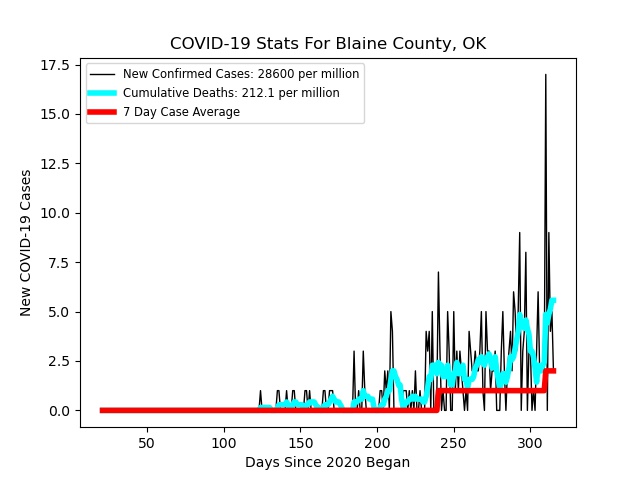 COVID-19 Stats For Blaine County, OK
New Confirmed Cases: 28600 per million
Cumulative Deaths: 212.1 per million
7 Day Case Average
New COVID-19 Cases
17.5
15.0
12.5
10.0
7.5
5.0
2.5
0.0
50 100 150 200 250 300
Days Since 2020 Began